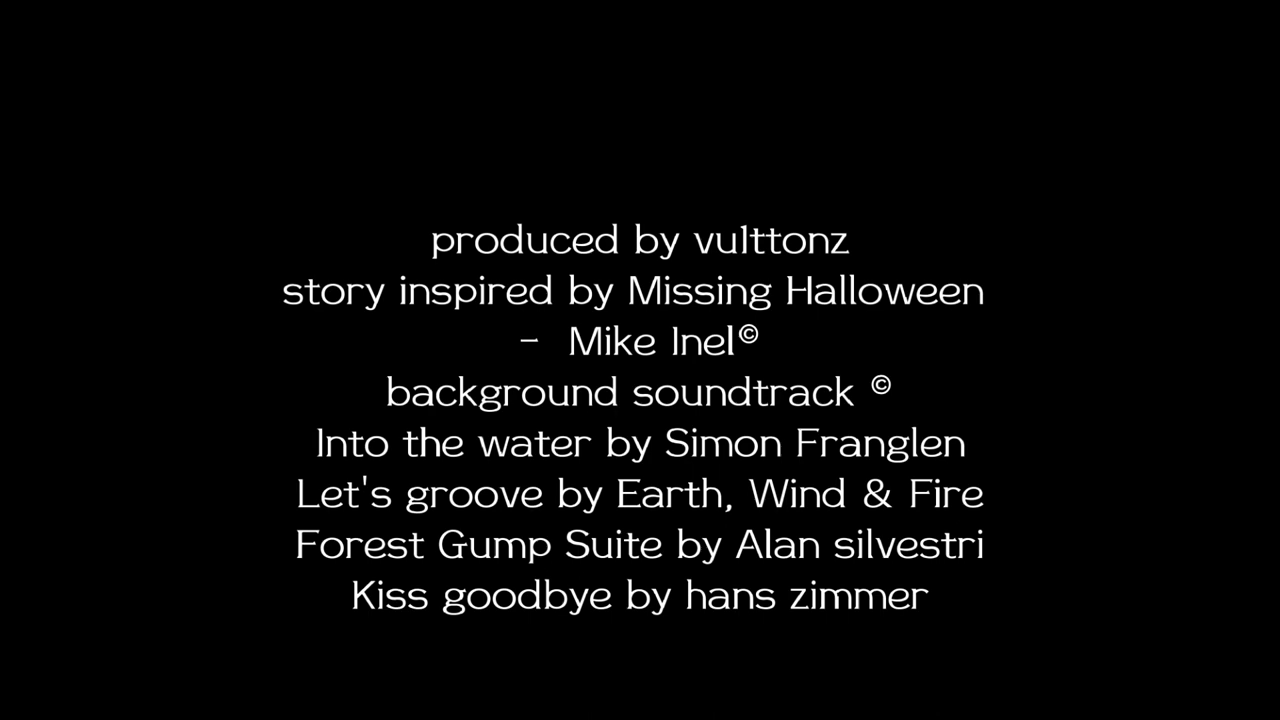 produced by vulttonz
story inspired by Missing Halloween
- Mike Inel©
background soundtrack ©
Into the water by Simon Franglen
Let's groove by Earth, Wind & Fire
Forest Gump Suite by Alan silvestri
Kiss goodbye by hans zimmer